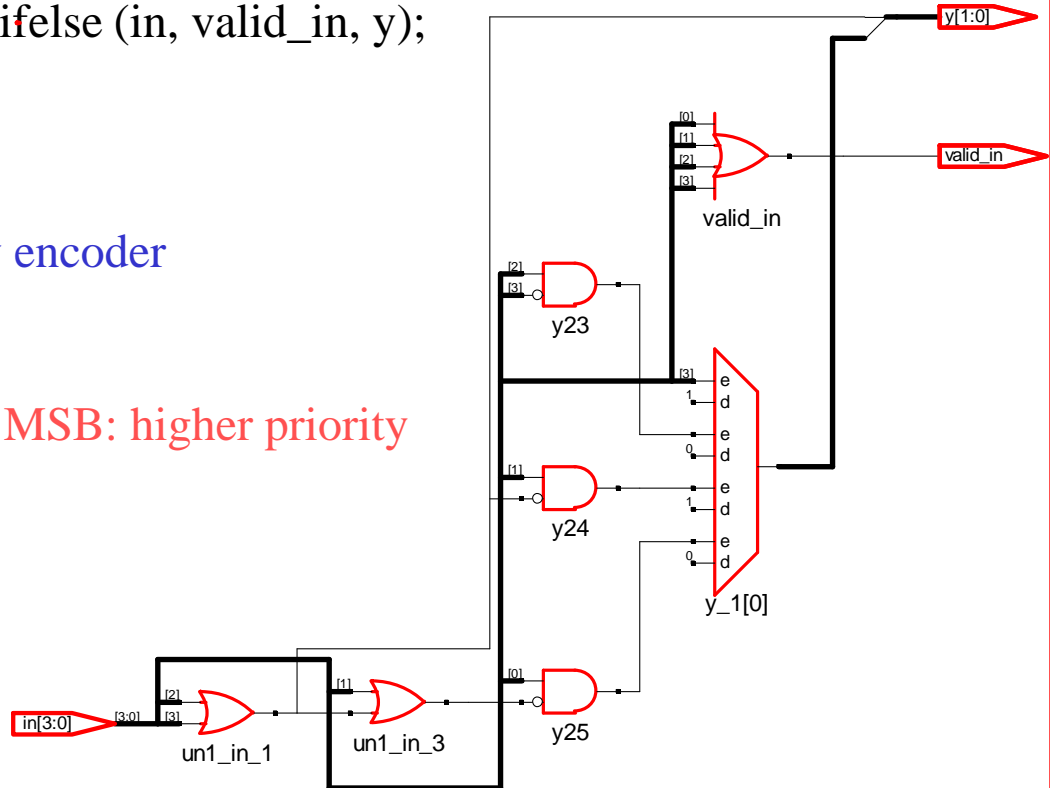 ifelse (in, valid_in, y);
y[1:0]
[0]
[1]
[2]
[3]
valid_in
valid_in
encoder
[2]
[3]
y23
MSB: higher priority
[3] e
1 d
e
0 d
[1] e
1 d
y24
e
0 d
y_1[0]
[0]
y25
[1]
[2]
[3]
in[3:0] [3:0]
un1_in_1
un1_in_3